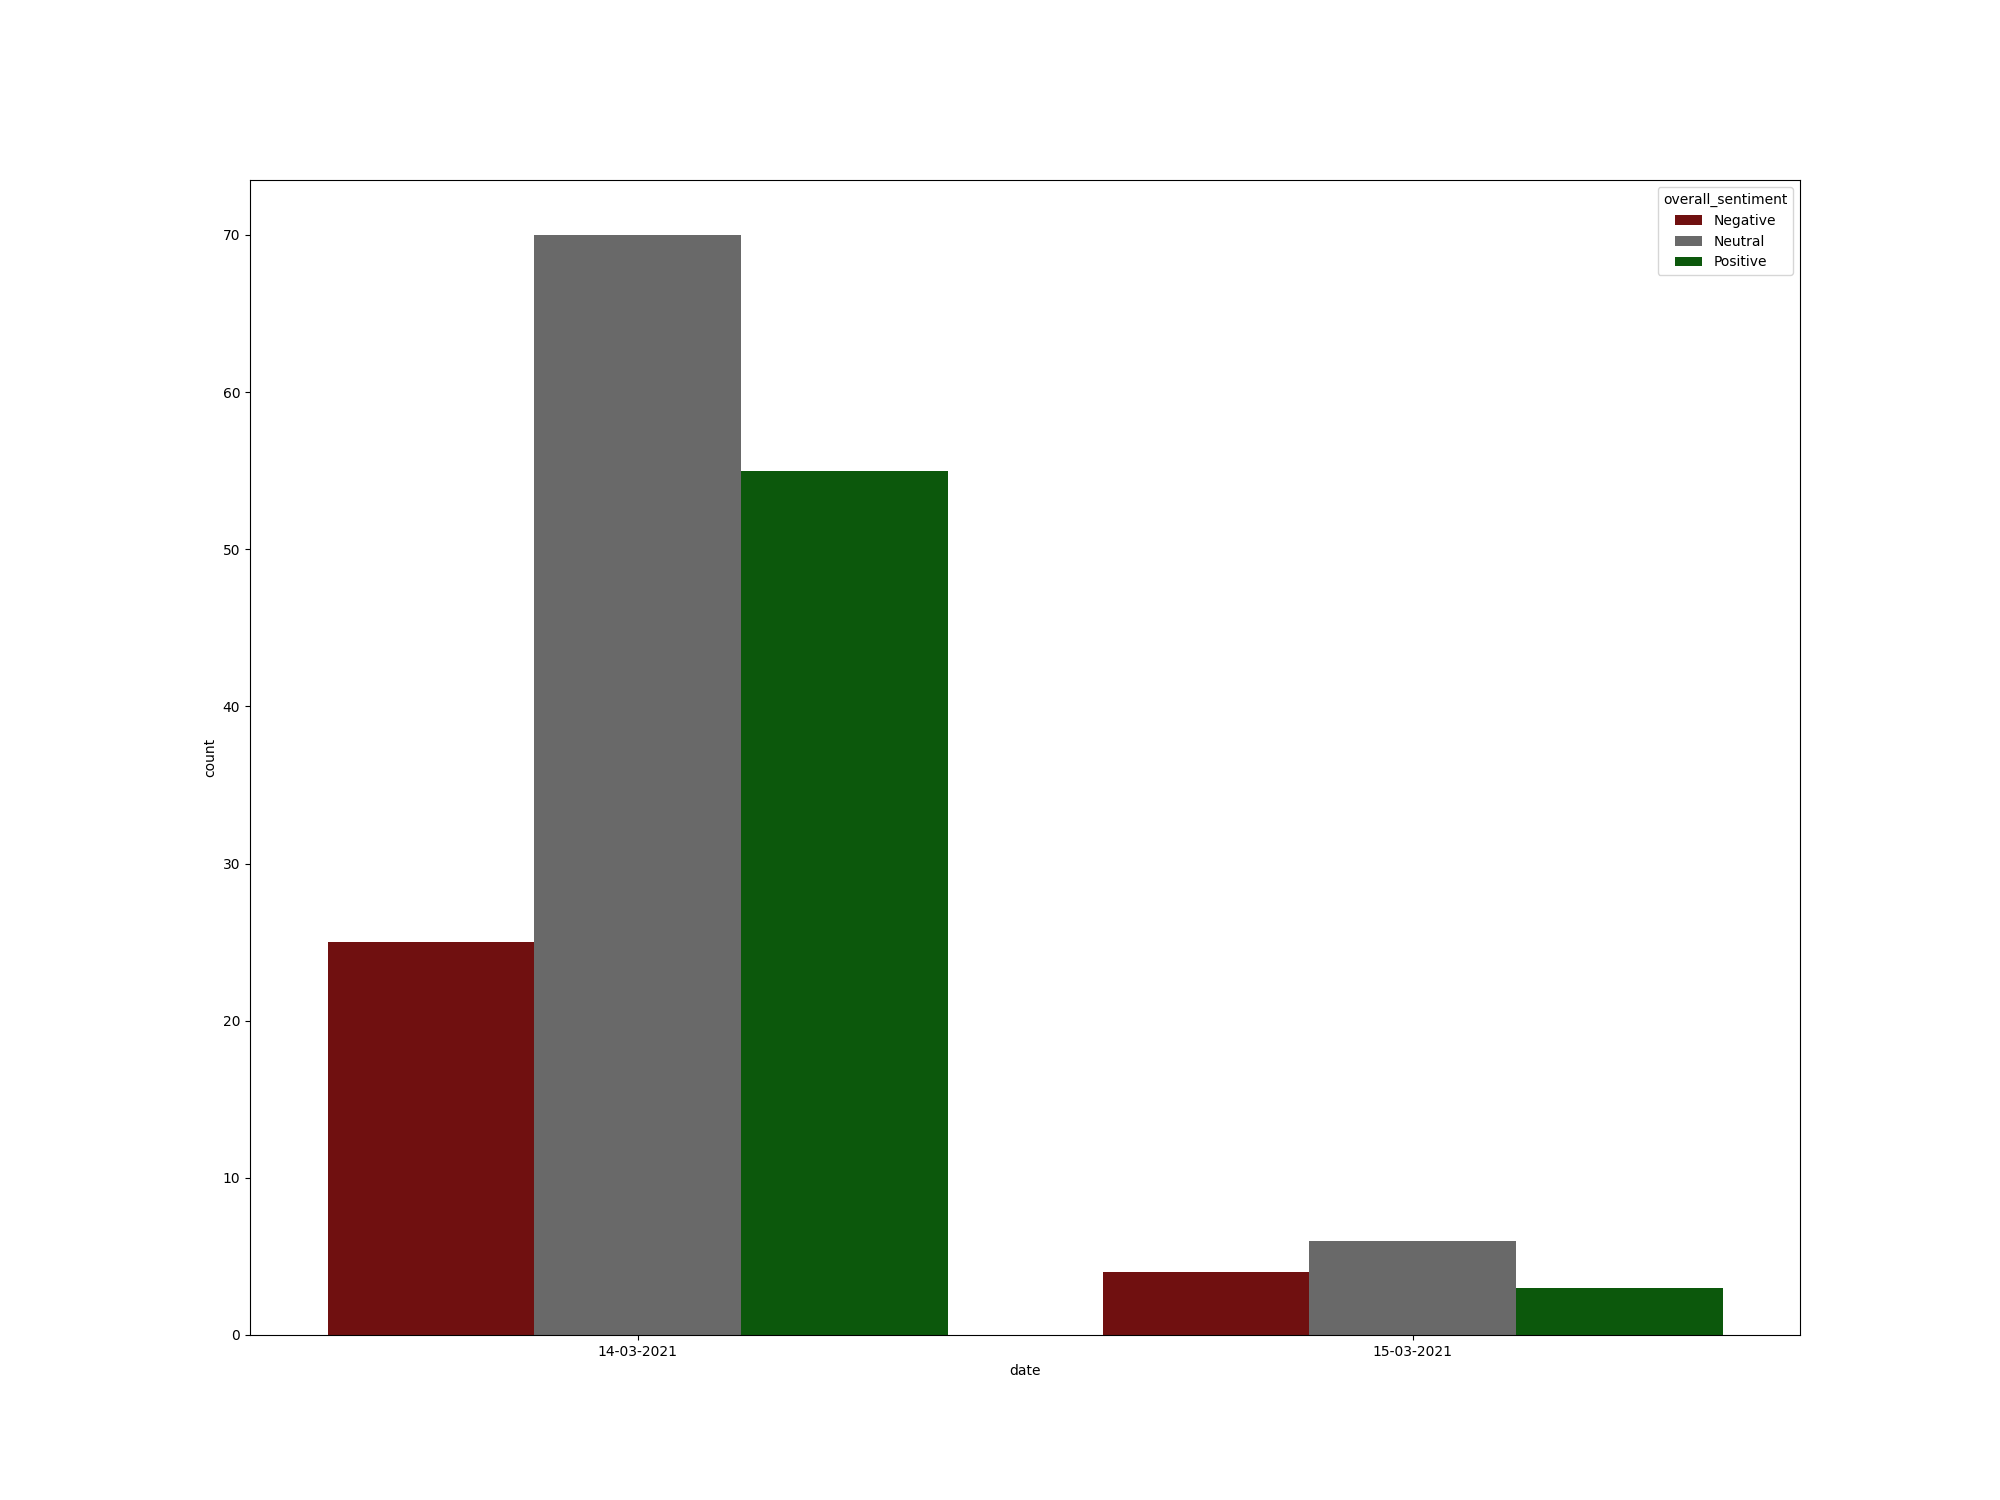 overall_sentiment
Negative
Neutral
Positive
70
60
50
40
30
20
10
0
count
14-03-2021
15-03-2021
date